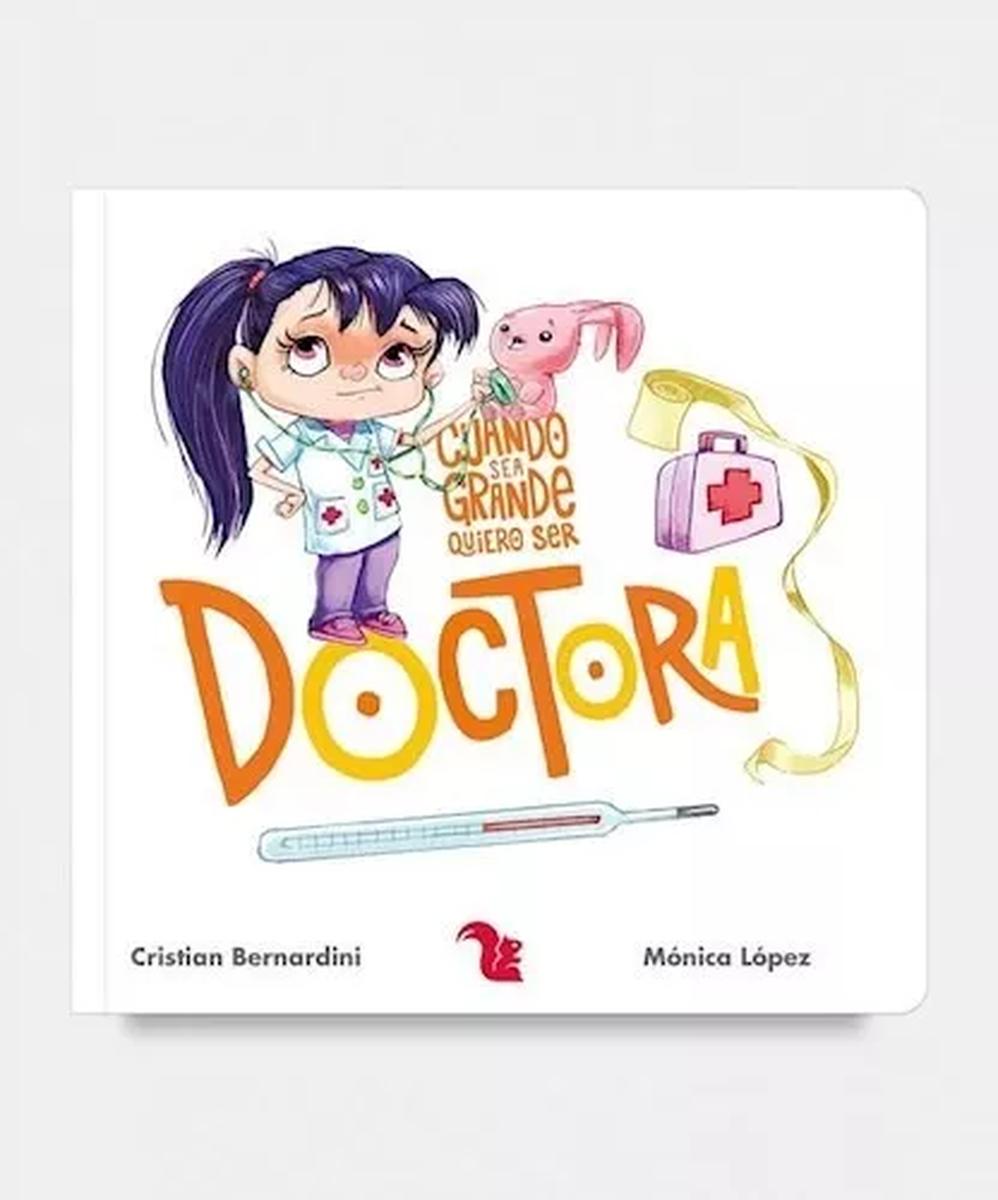 CUANDO
SEA
GRANDE
QUIERO SER
DOCTORA
Cristian Bernardini
Mónica López